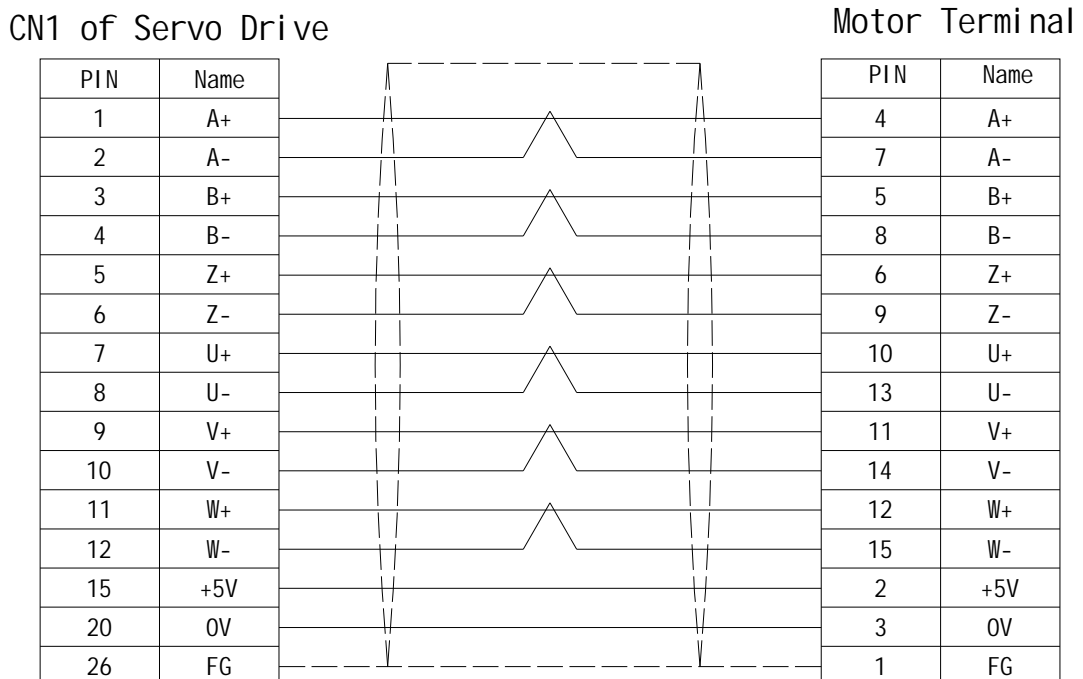 CN1 of Servo Drive Motor Terminal
PIN Name PIN Name
1 A+ 4 A+
2 A- 7 A-
3 B+ 5 B+
4 B- 8 B-
5 Z+ 6 Z+
6 Z- 9 Z-
7 U+ 10 U+
8 U- 13 U-
9 V+ 11 V+
10 V- 14 V-
11 W+ 12 W+
12 W- 15 W-
15 +5V 2 +5V
20 0V 3 0V
26 FG 1 FG